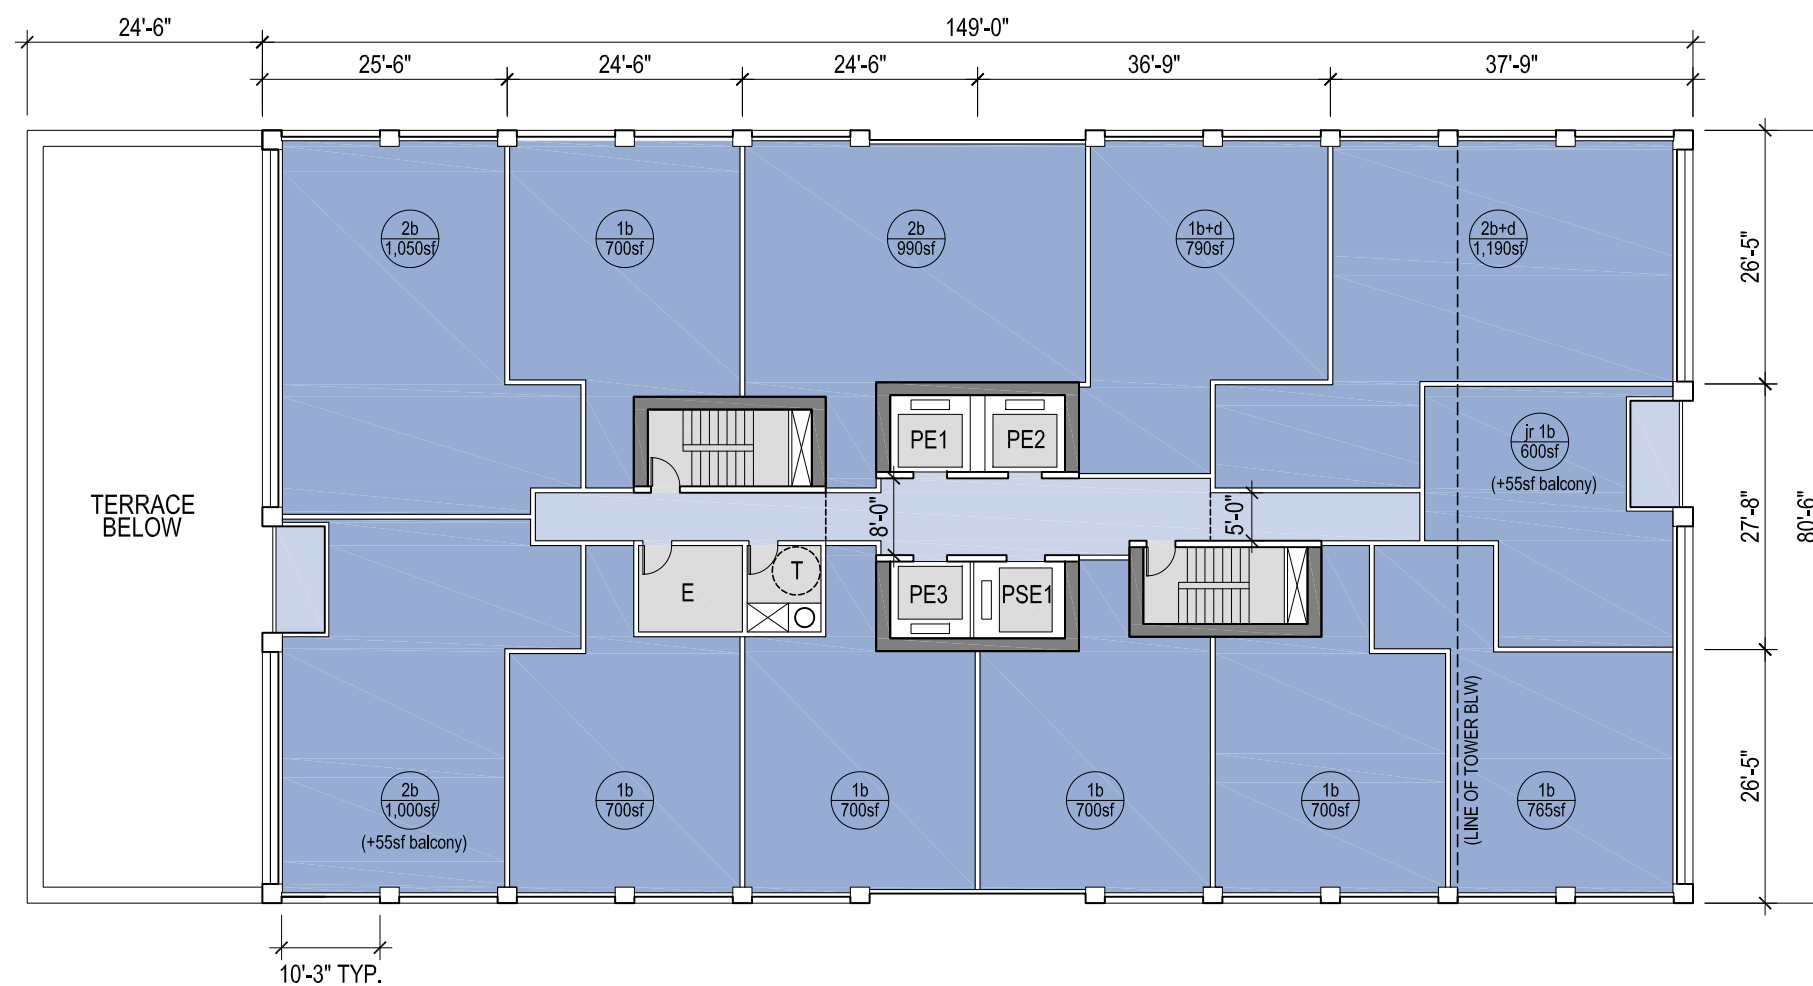 24'-6"
149'-0"
25'-6"
24'-6"
24'-6"
36'-9"
37'-9"
2b
1,050sf
1b
700sf
2b
990sf
1b+d
790sf
2b+d
1,190sf
26'-5"
PE1
PE2
jr 1b
600sf
(+55sf balcony)
TERRACE
BELOW
8'-0"
5'-0"
27'-8"
80'-6"
E
T
PE3
PSE1
2b
1,000sf
(+55sf balcony)
1b
700sf
1b
700sf
1b
700sf
1b
700sf
(LINE OF TOWER BLW)
1b
765sf
26'-5"
10'-3" TYP.